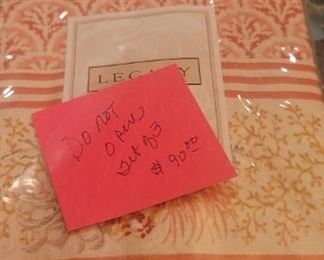 LEGACY
DO NOT
open
set of 3
$ 90.00